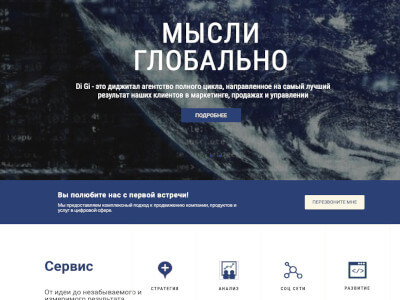 МЫСЛИ
ГЛОБАЛЬНО
Di Gi - это диджитал агентство полного цикла, направленное на самый лучший
результат наших клиентов в маркетинге, продажах и управлении
ПОДРОБНЕЕ
Вы полюбите нас с первой встречи!
Мы предоставляем комплексный подход к продвижению компании, продуктов и
услуг в цифровой сфере.
ПЕРЕЗВОНИТЕ МНЕ
Сервис
От идеи до незабываемого и
измеримого результата
СТРАТЕГИЯ
АНАЛИЗ
СОЦ СЕТИ
РАЗВИТИЕ